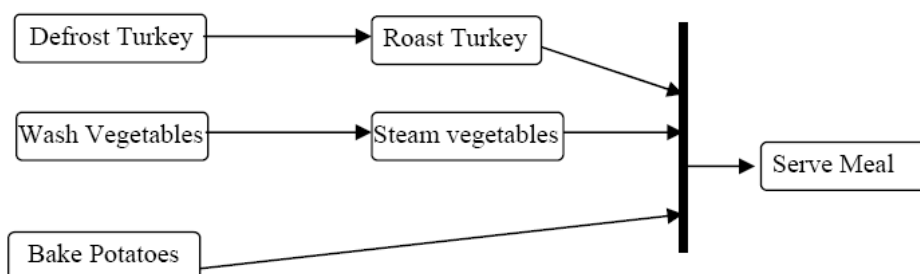 Defrost Turkey
Roast Turkey
Wash Vegetables
Steam vegetables
Serve Meal
Bake Potatoes